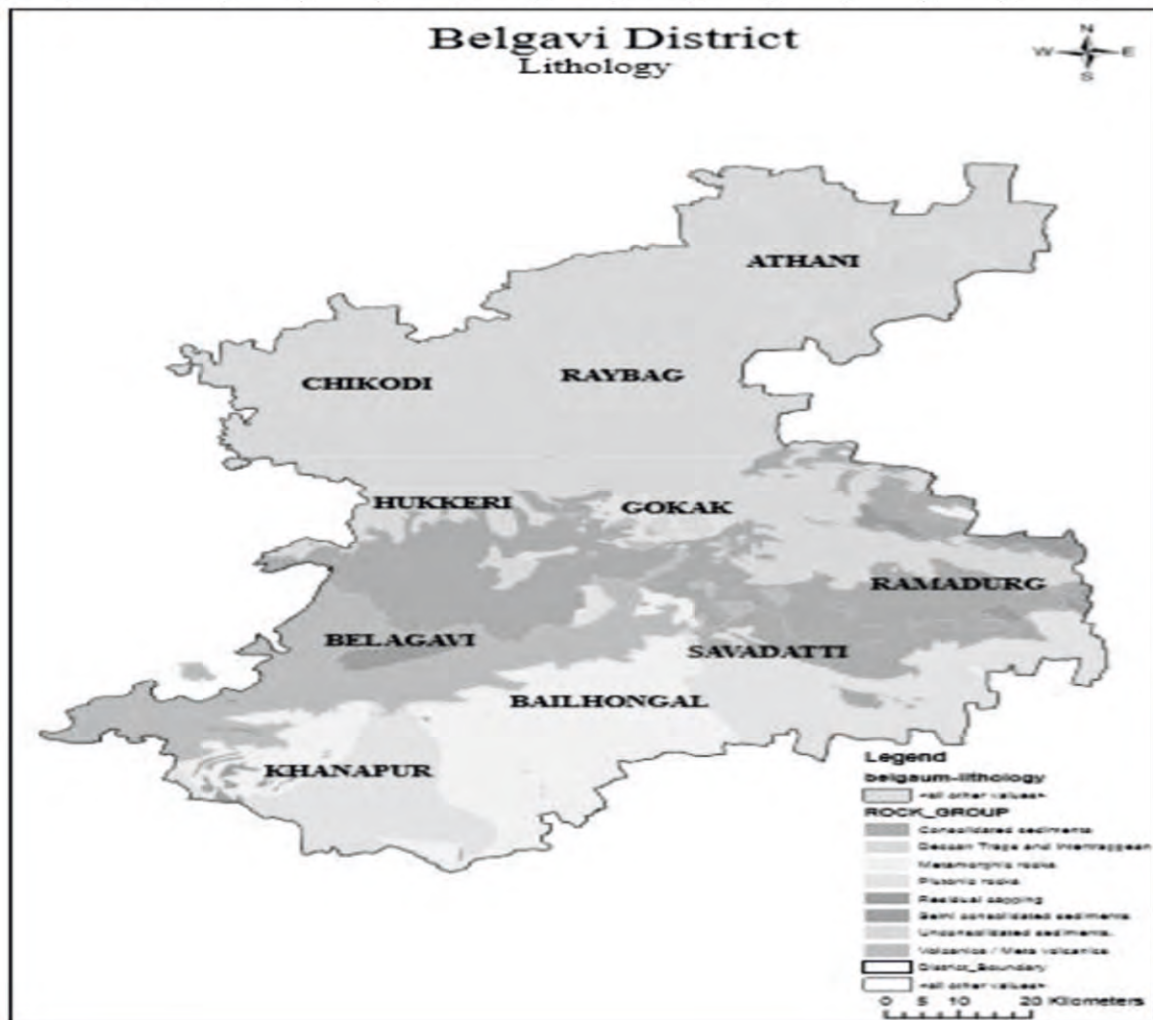 Belgavi District
Lithology
N
W E
S
ATHANI
CHIKODI
RAYBAG
HUKKERI
GOKAK
RAMADURG
BELAGAVI
SAVADATTI
BAILHONGAL
KHANAPUR
Legend
belgaum-lithology
<all other values>
ROCK_GROUP
Consolidated sediments
Deccan Traps and
Metamorphic rocks
Plutonic rocks
Residual capping
Semi consolidated sediments
Unconsolidated sediments.
Volcanics / Meta volcanics
District_Boundary
<all other values>
0 5 10 20 Kilometers